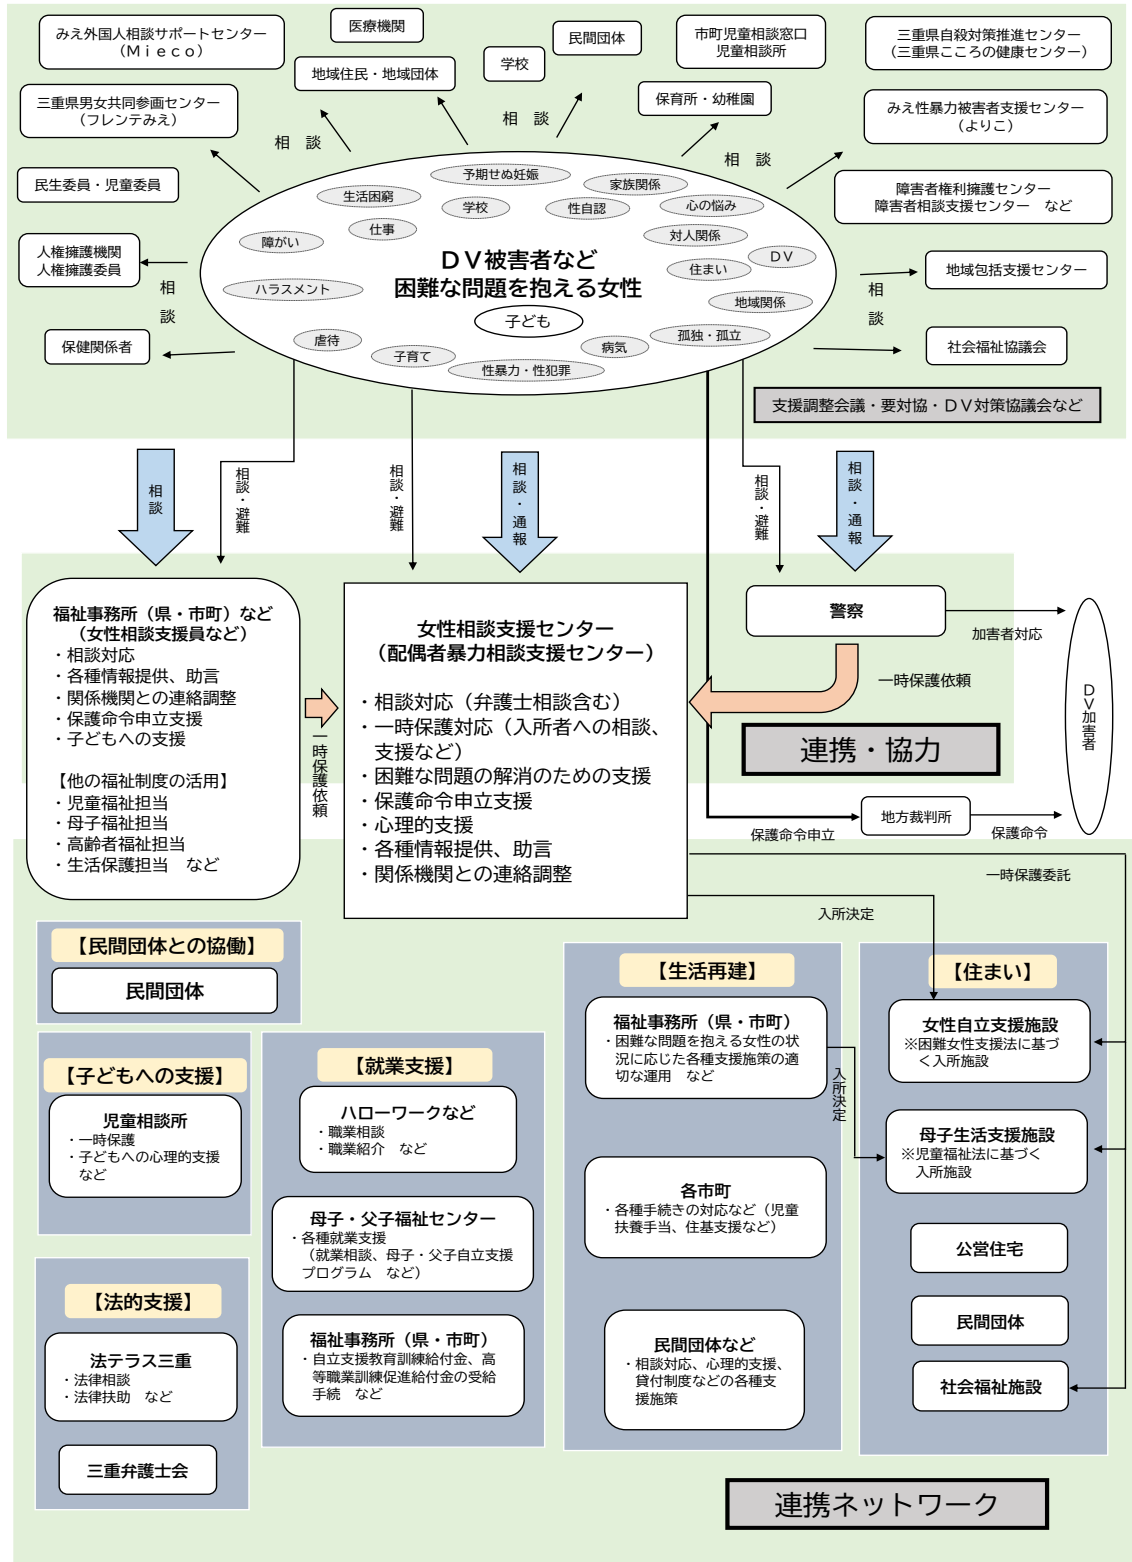 みえ外国人相談サポートセンター
（Ｍｉｅｃｏ）
医療機関
民間団体
市町児童相談窓口
児童相談所
三重県自殺対策推進センター
（三重県こころの健康センター）
学校
地域住民・地域団体
三重県男女共同参画センター
（フレンテみえ）
保育所・幼稚園
みえ性暴力被害者支援センター
（よりこ）
相　談
相　談
相　談
民生委員・児童委員
障害者権利擁護センター
障害者相談支援センター　など
人権擁護機関
人権擁護委員
地域包括支援センター
相談
相談
保健関係者
社会福祉協議会
予期せぬ妊娠
家族関係
生活困窮
学校
性自認
心の悩み
仕事
対人関係
障がい
ＤＶ
住まい
ＤＶ被害者など
困難な問題を抱える女性
ハラスメント
地域関係
子ども
虐待
孤独・孤立
子育て
病気
性暴力・性犯罪
支援調整会議・要対協・ＤＶ対策協議会など
相談
相談・避難
相談・避難
相談・通報
相談・避難
相談・通報
福祉事務所（県・市町）など
（女性相談支援員など）
・相談対応
・各種情報提供、助言
・関係機関との連絡調整
・保護命令申立支援
・子どもへの支援
【他の福祉制度の活用】
・児童福祉担当
・母子福祉担当
・高齢者福祉担当
・生活保護担当　など
一時保護依頼
女性相談支援センター
（配偶者暴力相談支援センター）
・相談対応（弁護士相談含む）
・一時保護対応（入所者への相談、
支援など）
・困難な問題の解消のための支援
・保護命令申立支援
・心理的支援
・各種情報提供、助言
・関係機関との連絡調整
警察
加害者対応
一時保護依頼
ＤＶ加害者
連携・協力
地方裁判所
保護命令申立
保護命令
一時保護委託
入所決定
【民間団体との協働】
民間団体
【子どもへの支援】
児童相談所
・一時保護
・子どもへの心理的支援
など
【法的支援】
法テラス三重
・法律相談
・法律扶助　など
三重弁護士会
【就業支援】
ハローワークなど
・職業相談
・職業紹介　など
母子・父子福祉センター
・各種就業支援
（就業相談、母子・父子自立支援
プログラム　など）
福祉事務所（県・市町）
・自立支援教育訓練給付金、高
等職業訓練促進給付金の受給
手続　など
【生活再建】
福祉事務所（県・市町）
・困難な問題を抱える女性の状
況に応じた各種支援施策の適
切な運用　など
入所決定
各市町
・各種手続きの対応など（児童
扶養手当、住基支援など）
民間団体など
・相談対応、心理的支援、
貸付制度などの各種支
援施策
【住まい】
女性自立支援施設
※困難女性支援法に基づ
く入所施設
母子生活支援施設
※児童福祉法に基づく
入所施設
公営住宅
民間団体
社会福祉施設
連携ネットワーク